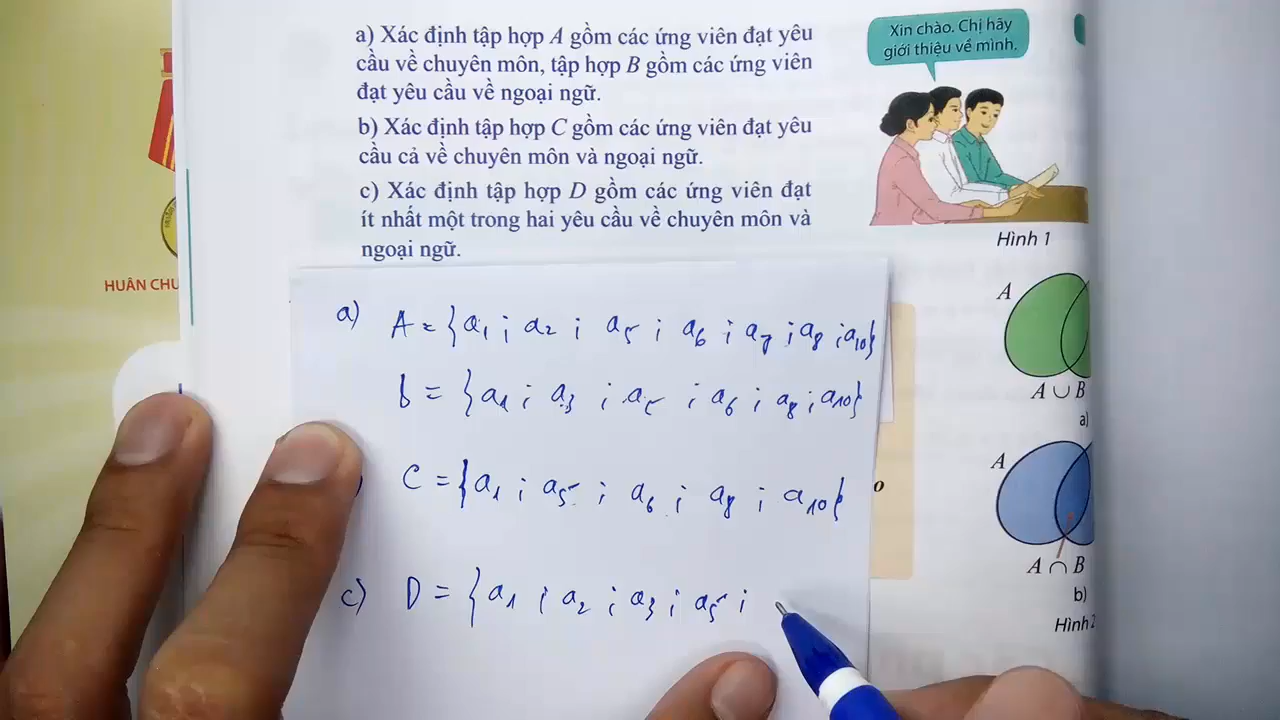 a) Xác định tập hợp A gồm các ứng viên đạt yêu
cầu về chuyên môn, tập hợp B gồm các ứng viên
đạt yêu cầu về ngoại ngữ.
b) Xác định tập hợp C gồm các ứng viên đạt yêu
cầu cả về chuyên môn và ngoại ngữ.
c) Xác định tập hợp D gồm các ứng viên đạt
ít nhất một trong hai yêu cầu về chuyên môn và
ngoại ngữ.
Xin chào. Chị hãy
giới thiệu về mình.
Hình 1
HUÂN
a) A = {a1 ; a2 ; a5 ; a6 ; a7 ; a8 ; a10}
b = {a1 ; a3 ; a5 ; a6 ; a8 ; a10}
) C = {a1 ; a5 ; a6 ; a8 ; a10}
c) D = {a1 ; a2 ; a3 ; a5 ;
A
A ∪ B
a)
A
o
A ∩ B
b)
Hình 2